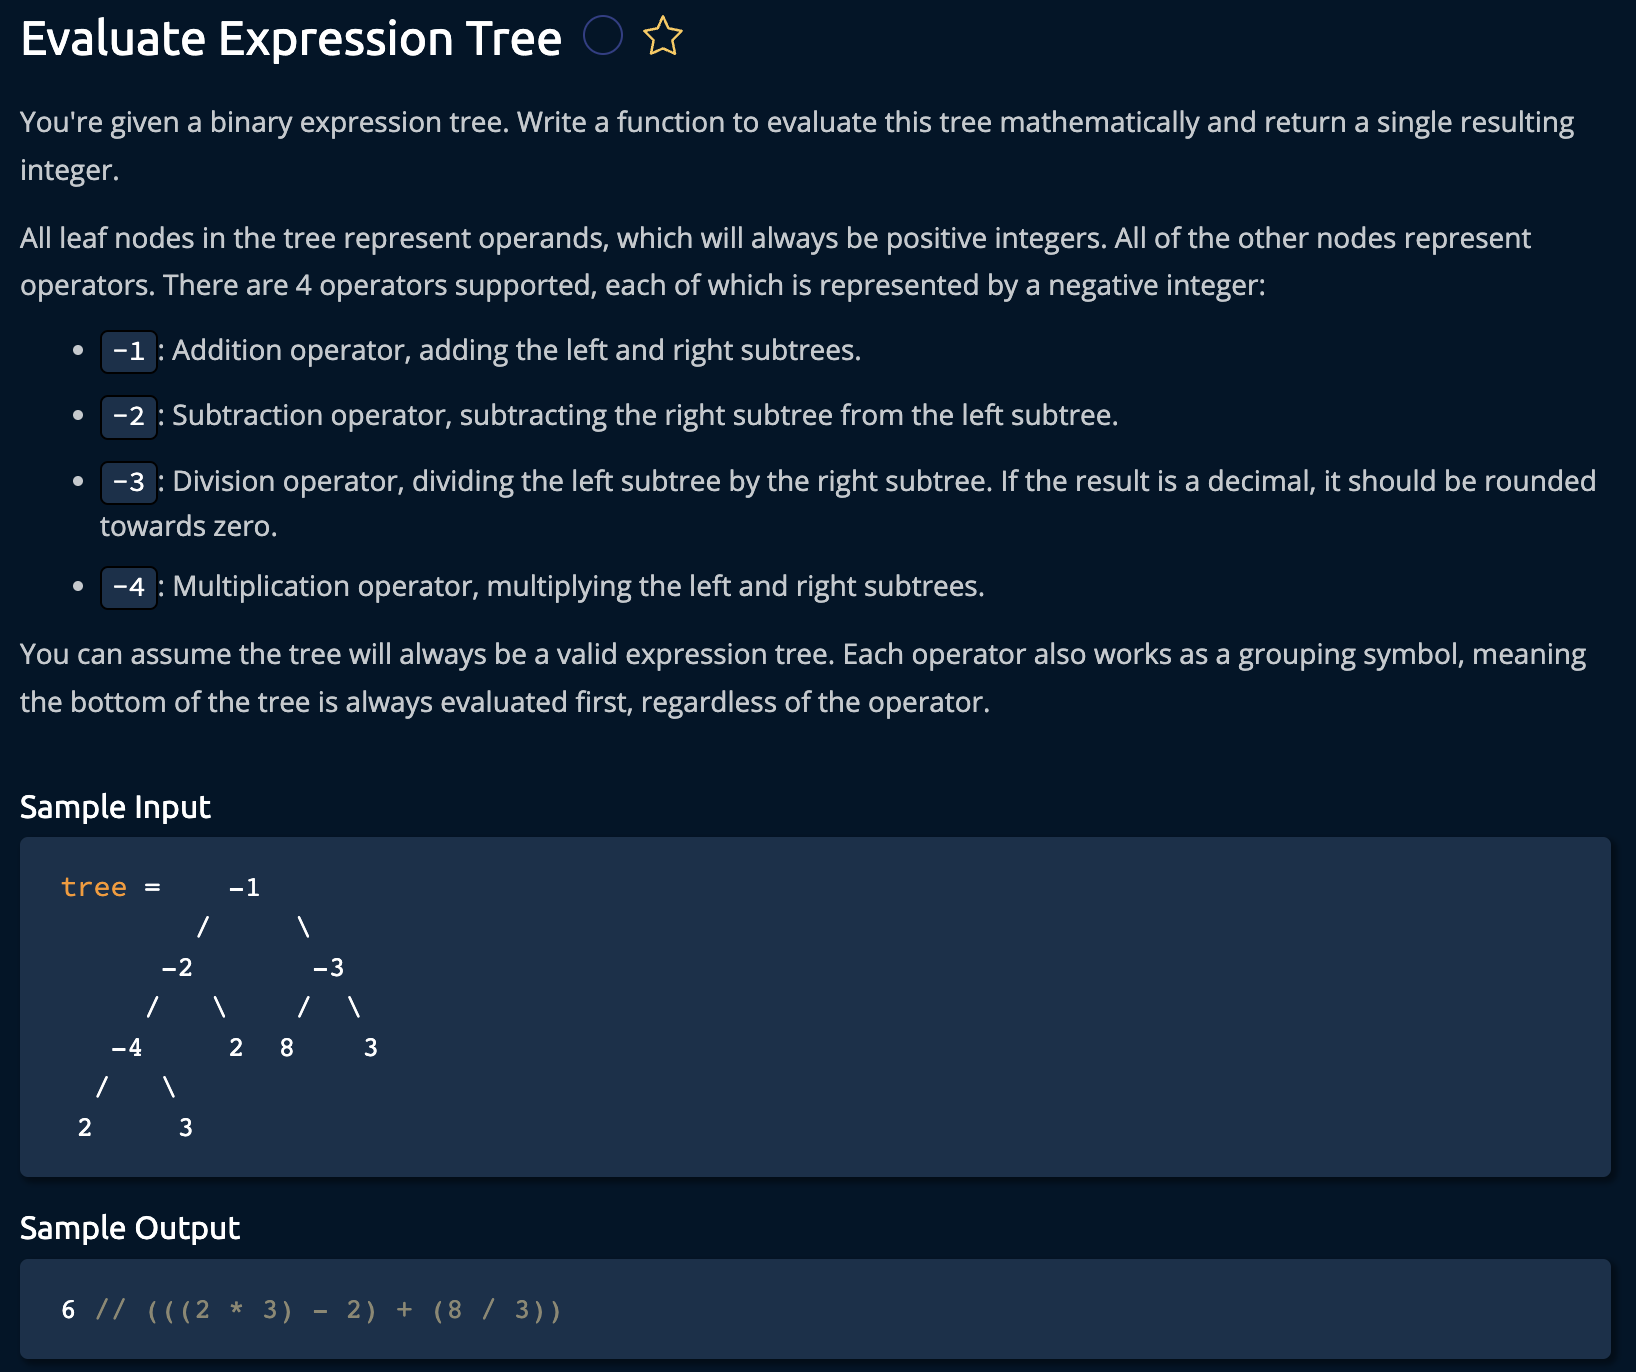 Evaluate Expression Tree
You're given a binary expression tree. Write a function to evaluate this tree mathematically and return a single resulting
integer.
All leaf nodes in the tree represent operands, which will always be positive integers. All of the other nodes represent
operators. There are 4 operators supported, each of which is represented by a negative integer:
• -1: Addition operator, adding the left and right subtrees.
• -2: Subtraction operator, subtracting the right subtree from the left subtree.
• -3: Division operator, dividing the left subtree by the right subtree. If the result is a decimal, it should be rounded
towards zero.
• -4: Multiplication operator, multiplying the left and right subtrees.
You can assume the tree will always be a valid expression tree. Each operator also works as a grouping symbol, meaning
the bottom of the tree is always evaluated first, regardless of the operator.
Sample Input
tree =    -1
        /     \
      -2       -3
     /   \    /  \
   -4     2  8    3
  /   \
 2     3
Sample Output
6 // (((2 * 3) - 2) + (8 / 3))